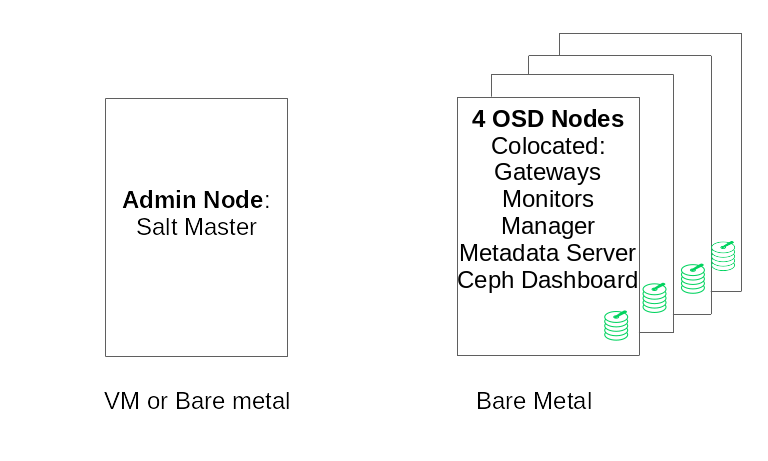 Admin Node:
Salt Master
VM or Bare metal
4 OSD Nodes
Colocated:
Gateways
Monitors
Manager
Metadata Server
Ceph Dashboard
Bare Metal